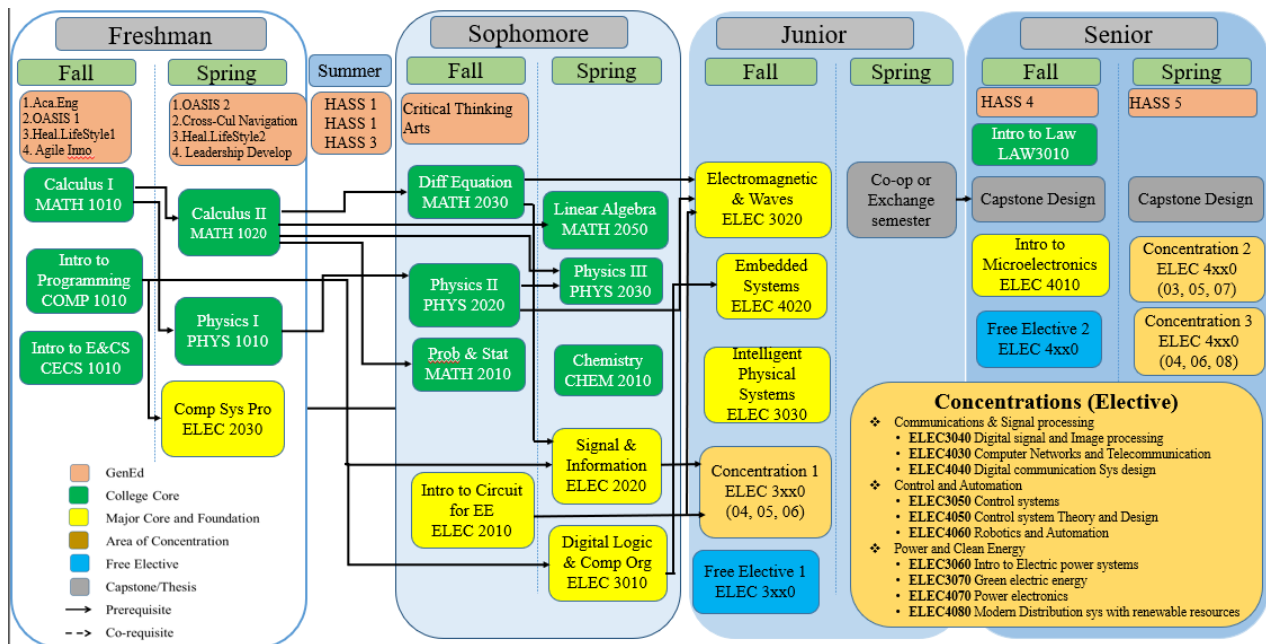 Freshman
Fall
Spring
1.Aca.Eng
2.OASIS 1
3.Heal.LifeStyle1
4. Agile Inno
1.OASIS 2
2.Cross-Cul Navigation
3.Heal.LifeStyle2
4. Leadership Develop
Calculus I
MATH 1010
Calculus II
MATH 1020
Intro to
Programming
COMP 1010
Physics I
PHYS 1010
Intro to E&CS
CECS 1010
Comp Sys Pro
ELEC 2030
GenEd
College Core
Major Core and Foundation
Area of Concentration
Free Elective
Capstone/Thesis
Prerequisite
Co-requisite
Summer
HASS 1
HASS 1
HASS 3
Sophomore
Fall
Spring
Critical Thinking
Arts
Diff Equation
MATH 2030
Linear Algebra
MATH 2050
Physics II
PHYS 2020
Physics III
PHYS 2030
Prob & Stat
MATH 2010
Chemistry
CHEM 2010
Signal &
Information
ELEC 2020
Intro to Circuit
for EE
ELEC 2010
Digital Logic
& Comp Org
ELEC 3010
Junior
Fall
Spring
Electromagnetic
& Waves
ELEC 3020
Co-op or
Exchange
semester
Embedded
Systems
ELEC 4020
Intelligent
Physical
Systems
ELEC 3030
Concentration 1
ELEC 3xx0
(04, 05, 06)
Free Elective 1
ELEC 3xx0
Senior
Fall
Spring
HASS 4
HASS 5
Intro to Law
LAW3010
Capstone Design
Capstone Design
Intro to
Microelectronics
ELEC 4010
Concentration 2
ELEC 4xx0
(03, 05, 07)
Free Elective 2
ELEC 4xx0
Concentration 3
ELEC 4xx0
(04, 06, 08)
Concentrations (Elective)
❖ Communications & Signal processing
• ELEC3040 Digital signal and Image processing
• ELEC4030 Computer Networks and Telecommunication
• ELEC4040 Digital communication Sys design
❖ Control and Automation
• ELEC3050 Control systems
• ELEC4050 Control system Theory and Design
• ELEC4060 Robotics and Automation
❖ Power and Clean Energy
• ELEC3060 Intro to Electric power systems
• ELEC3070 Green electric energy
• ELEC4070 Power electronics
• ELEC4080 Modern Distribution sys with renewable resources